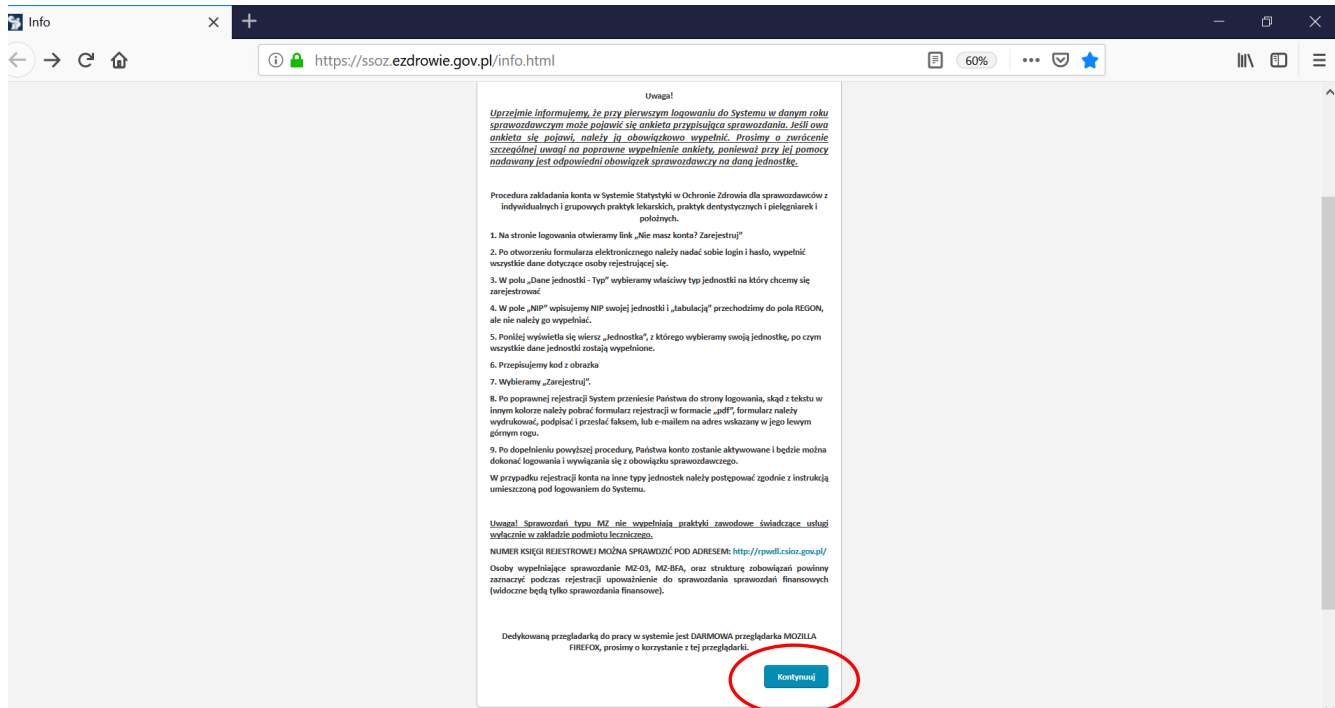 Info
https://ssoz.ezdrowie.gov.pl/info.html
60%
Uwaga!
Uprzejmie informujemy, że przy pierwszym logowaniu do Systemu w danym roku
sprawozdawczym może pojawić się ankieta przypisująca sprawozdania. Jeśli owa
ankieta się pojawi, należy ją obowiązkowo wypełnić. Prosimy o zwrócenie
szczególnej uwagi na poprawne wypełnienie ankiety, ponieważ przy jej pomocy
nadawany jest odpowiedni obowiązek sprawozdawczy na daną jednostkę.
Procedura zakładania konta w Systemie Statystyki w Ochronie Zdrowia dla sprawozdawców z
indywidualnych i grupowych praktyk lekarskich, praktyk dentystycznych i pielęgniarek i
położnych.
1. Na stronie logowania otwieramy link „Nie masz konta? Zarejestruj”
2. Po otworzeniu formularza elektronicznego należy nadać sobie login i hasło, wypełnić
wszystkie dane dotyczące osoby rejestrującej się.
3. W polu „Dane jednostki - Typ” wybieramy właściwy typ jednostki na który chcemy się
zarejestrować
4. W pole „NIP” wpisujemy NIP swojej jednostki i „tabulacją” przechodzimy do pola REGON,
ale nie należy go wypełniać.
5. Poniżej wyświetla się wiersz „Jednostka”, z którego wybieramy swoją jednostkę, po czym
wszystkie dane jednostki zostają wypełnione.
6. Przepisujemy kod z obrazka
7. Wybieramy „Zarejestruj”.
8. Po poprawnej rejestracji System przeniesie Państwa do strony logowania, skąd z tekstu w
innym kolorze należy pobrać formularz rejestracji w formacie „pdf”, formularz należy
wydrukować, podpisać i przesłać faksem, lub e-mailem na adres wskazany w jego lewym
górnym rogu.
9. Po dopełnieniu powyższej procedury, Państwa konto zostanie aktywowane i będzie można
dokonać logowania i wywiązania się z obowiązku sprawozdawczego.
W przypadku rejestracji konta na inne typy jednostek należy postępować zgodnie z instrukcją
umieszczoną pod logowaniem do Systemu.
Uwaga! Sprawozdań typu MZ nie wypełniają praktyki zawodowe świadczące usługi
wyłącznie w zakładzie podmiotu leczniczego.
NUMER KSIĘGI REJESTROWEJ MOŻNA SPRAWDZIĆ POD ADRESEM: http://rpwdl.csioz.gov.pl/
Osoby wypełniające sprawozdanie MZ-03, MZ-BFA, oraz strukturę zobowiązań powinny
zaznaczyć podczas rejestracji upoważnienie do sprawozdania sprawozdań finansowych
(widoczne będą tylko sprawozdania finansowe).
Dedykowaną przegladarką do pracy w systemie jest DARMOWA przeglądarka MOZILLA
FIREFOX, prosimy o korzystanie z tej przeglądarki.
Kontynuuj